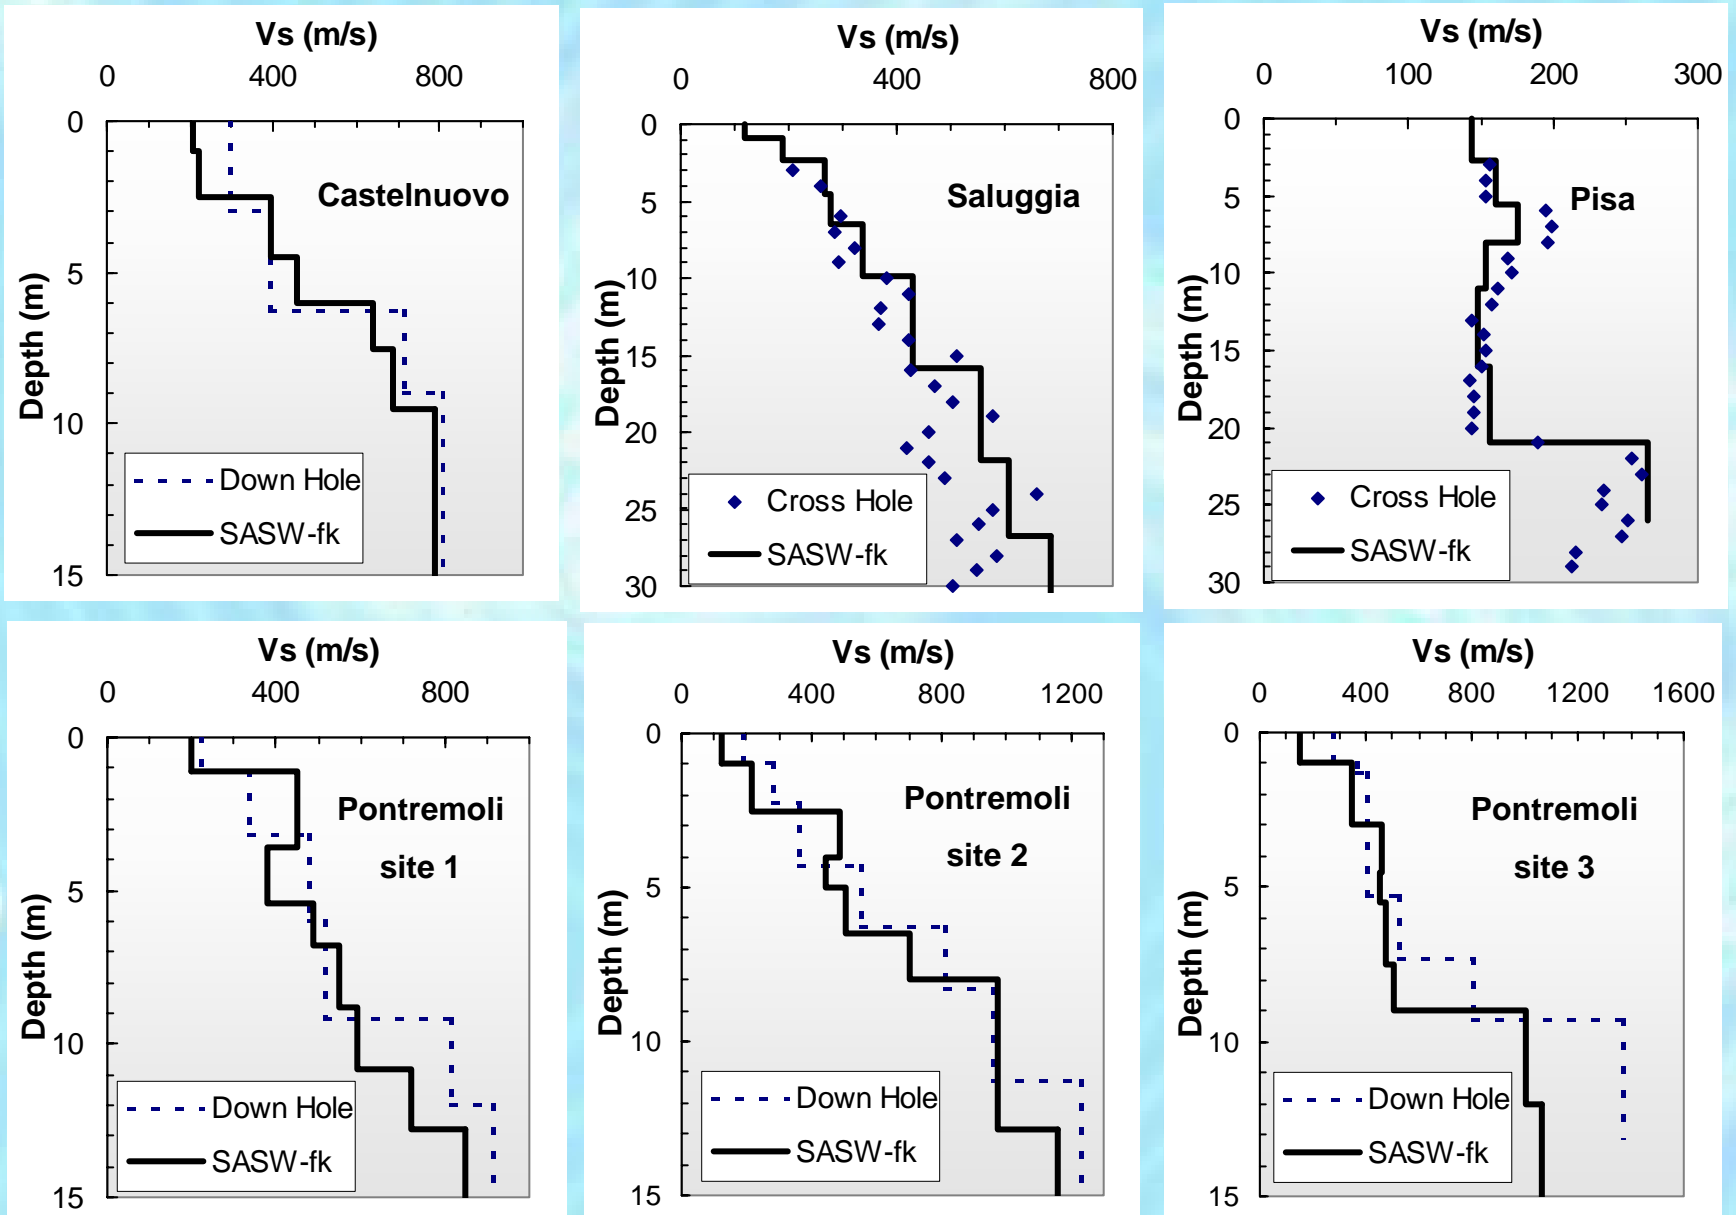 Vs (m/s)
0 400 800
0
5
10
15
Depth (m)
Castelnuovo
Down Hole
SASW-fk
Vs (m/s)
0 400 800
0
5
10
15
20
25
30
Depth (m)
Saluggia
Cross Hole
SASW-fk
Vs (m/s)
0 100 200 300
0
5
10
15
20
25
30
Depth (m)
Pisa
Cross Hole
SASW-fk
Vs (m/s)
0 400 800
0
5
10
15
Depth (m)
Pontremoli
site 1
Down Hole
SASW-fk
Vs (m/s)
0 400 800 1200
0
5
10
15
Depth (m)
Pontremoli
site 2
Down Hole
SASW-fk
Vs (m/s)
0 400 800 1200 1600
0
5
10
15
Depth (m)
Pontremoli
site 3
Down Hole
SASW-fk